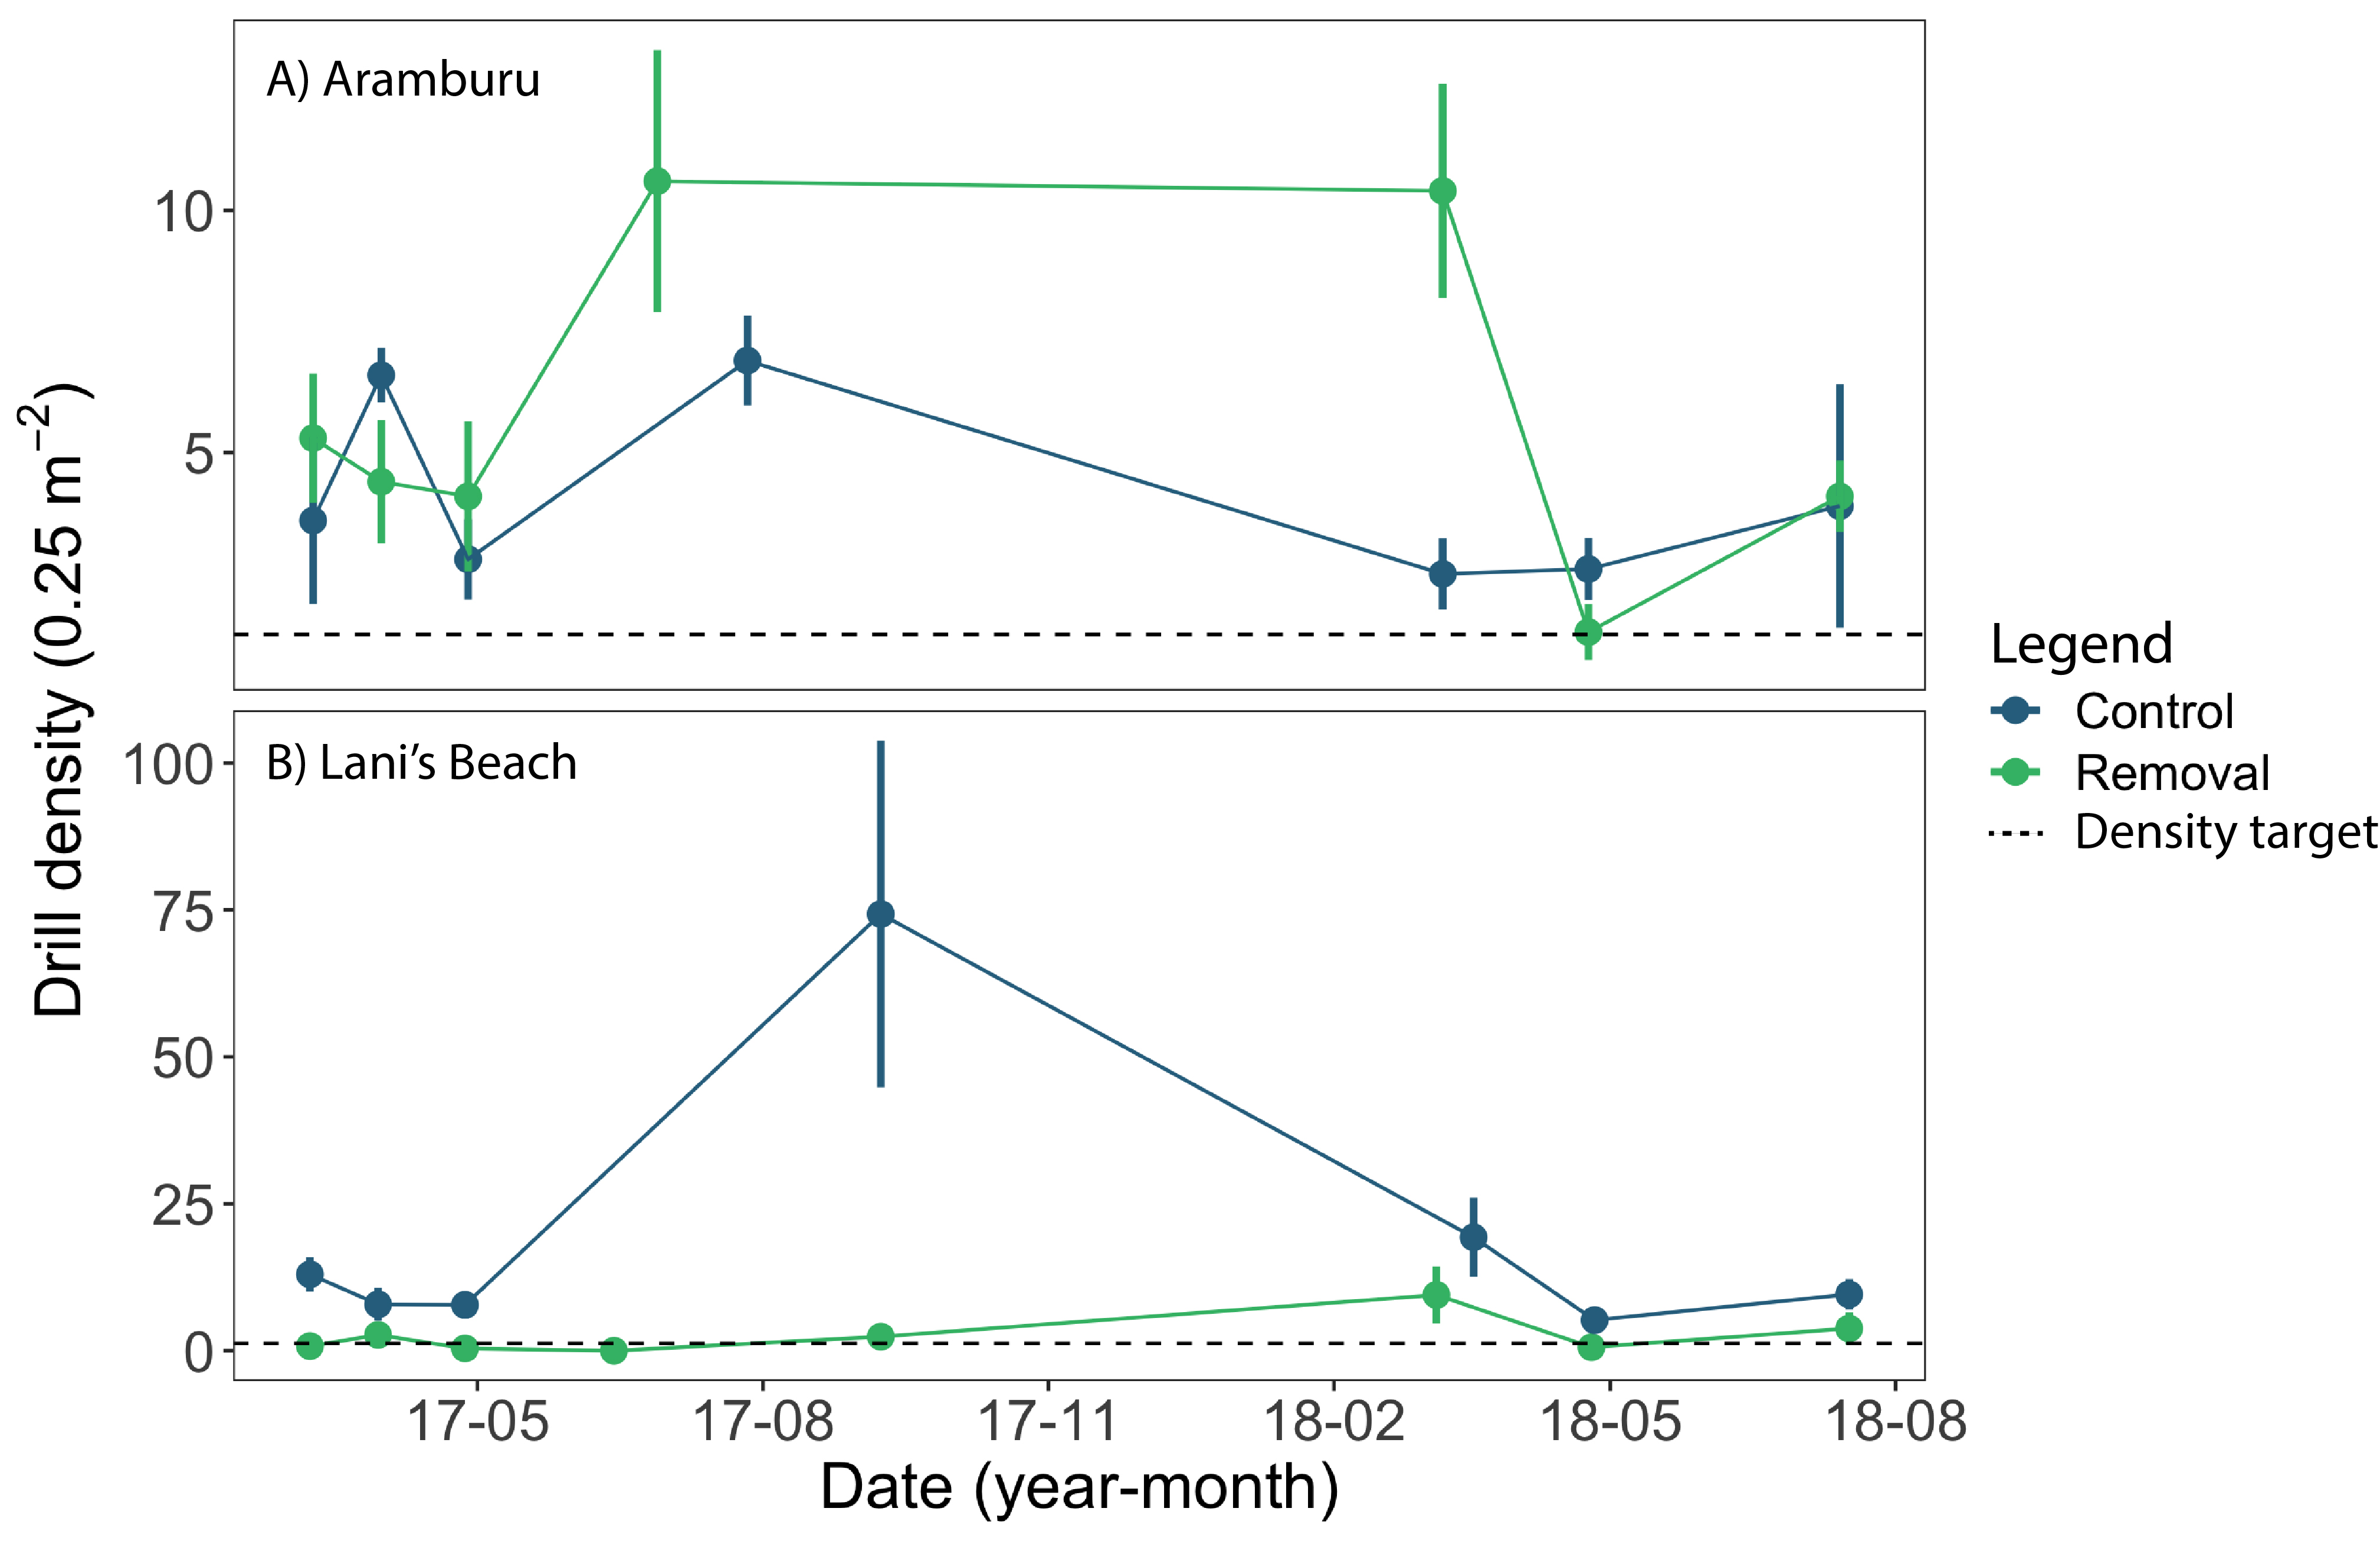 A) Aramburu
10
5
Drill density (0.25 m⁻²)
B) Lani's Beach
100
75
50
25
0
17-05 17-08 17-11 18-02 18-05 18-08
Date (year-month)
Legend
Control
Removal
Density target